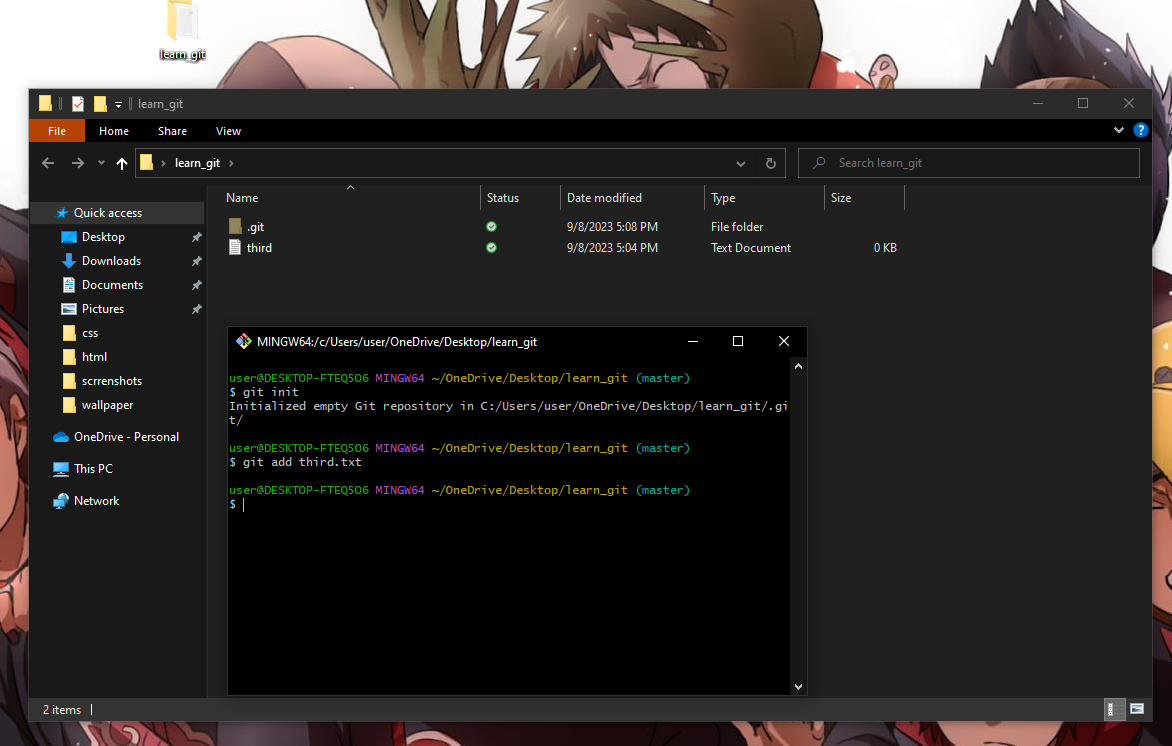 learn_git
learn_git
File Home Share View
learn_git
Search learn_git
Name Status Date modified Type Size
Quick access
Desktop
Downloads
Documents
Pictures
css
html
scrrenshots
wallpaper
OneDrive - Personal
This PC
Network
.git 9/8/2023 5:08 PM File folder
third 9/8/2023 5:04 PM Text Document 0 KB
MINGW64:/c/Users/user/OneDrive/Desktop/learn_git
user@DESKTOP-FTEQ5O6 MINGW64 ~/OneDrive/Desktop/learn_git (master)
$ git init
Initialized empty Git repository in C:/Users/user/OneDrive/Desktop/learn_git/.gi
t/
user@DESKTOP-FTEQ5O6 MINGW64 ~/OneDrive/Desktop/learn_git (master)
$ git add third.txt
user@DESKTOP-FTEQ5O6 MINGW64 ~/OneDrive/Desktop/learn_git (master)
$
2 items